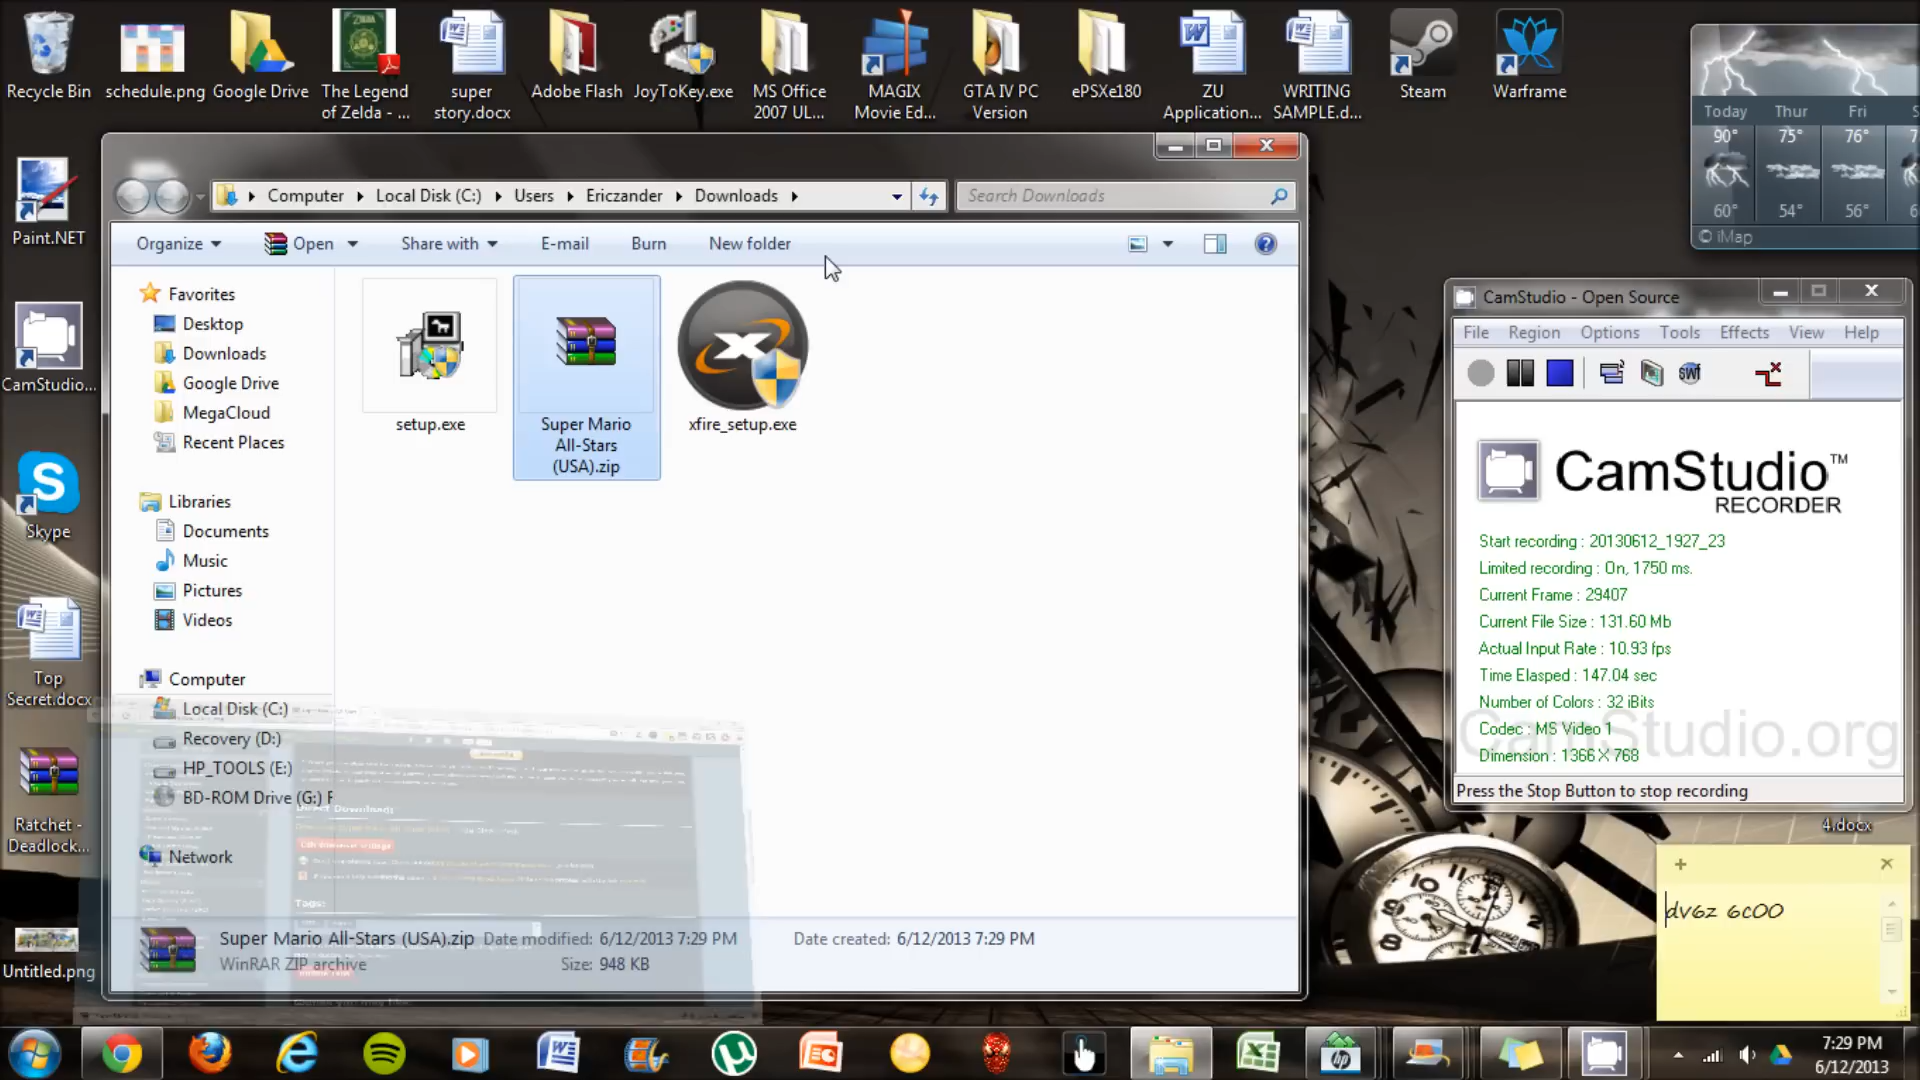 Recycle Bin
schedule.png
Google Drive
The Legend
of Zelda - ...
super
story.docx
Adobe Flash
JoyToKey.exe
MS Office
2007 UL...
MAGIX
Movie Ed...
GTA IV PC
Version
ePSXe180
ZU
Application...
WRITING
SAMPLE.d...
Steam
Warframe
Today Thur Fri S
90° 75° 76°
60° 54° 56°
© iMap
Paint.NET
CamStudio...
Skype
Top
Secret.docx
Ratchet -
Deadlock...
Untitled.png
Computer Local Disk (C:) Users Ericzander Downloads
Search Downloads
Organize Open Share with E-mail Burn New folder
Favorites
Desktop
Downloads
Google Drive
MegaCloud
Recent Places
Libraries
Documents
Music
Pictures
Videos
Computer
Local Disk (C:)
Recovery (D:)
HP_TOOLS (E:)
BD-ROM Drive (G:) F
Network
setup.exe
Super Mario
All-Stars
(USA).zip
xfire_setup.exe
Direct Downloads
Tags:
Super Mario All-Stars (USA).zip Date modified: 6/12/2013 7:29 PM Date created: 6/12/2013 7:29 PM
WinRAR ZIP archive Size: 948 KB
CamStudio - Open Source
File Region Options Tools Effects View Help
SWf
CamStudio™
RECORDER
Start recording : 20130612_1927_23
Limited recording : On, 1750 ms.
Current Frame : 29407
Current File Size : 131.60 Mb
Actual Input Rate : 10.93 fps
Time Elasped : 147.04 sec
Number of Colors : 32 iBits
Codec : MS Video 1
Dimension : 1366 X 768
CamStudio.org
Press the Stop Button to stop recording
4.docx
dv6z 6c00
7:29 PM
6/12/2013